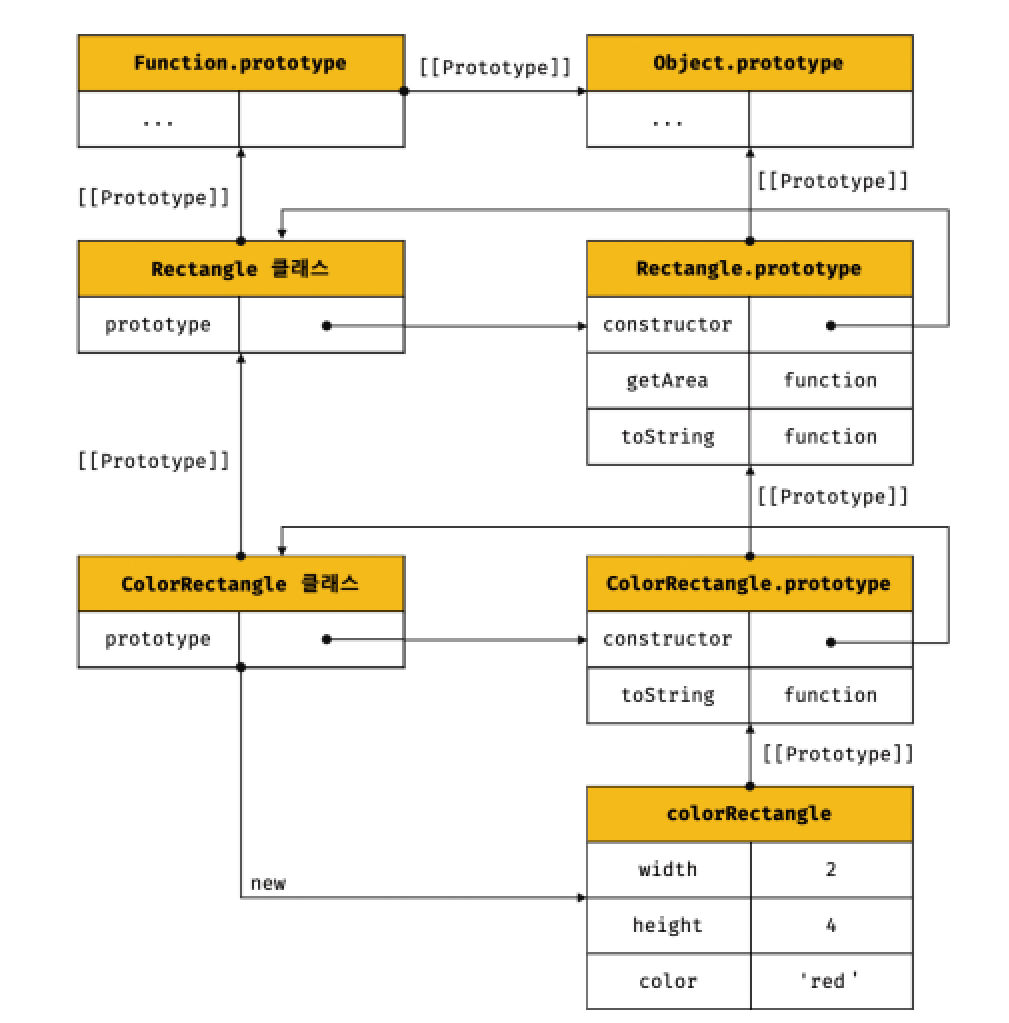 Function.prototype
[[Prototype]]
Object.prototype
...
...
[[Prototype]]
[[Prototype]]
Rectangle 클래스
Rectangle.prototype
prototype
constructor
getArea function
toString function
[[Prototype]]
[[Prototype]]
ColorRectangle 클래스
ColorRectangle.prototype
prototype
constructor
toString function
[[Prototype]]
colorRectangle
width 2
new
height 4
color 'red'